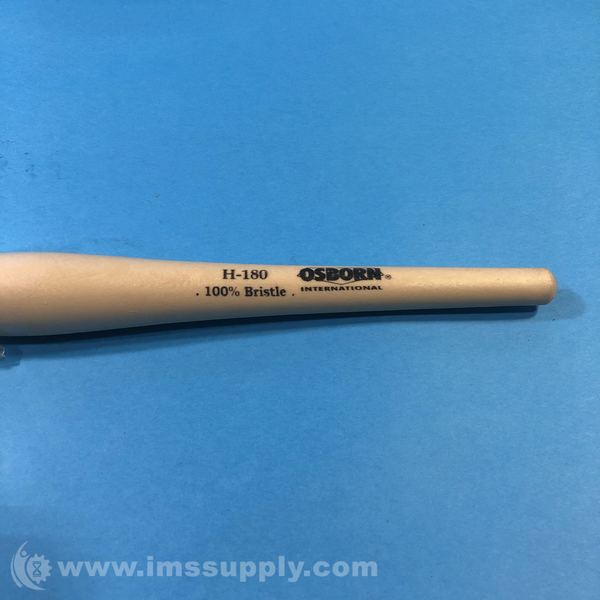 H-180
. 100% Bristle .
OSBORN®
INTERNATIONAL
www.imssupply.com